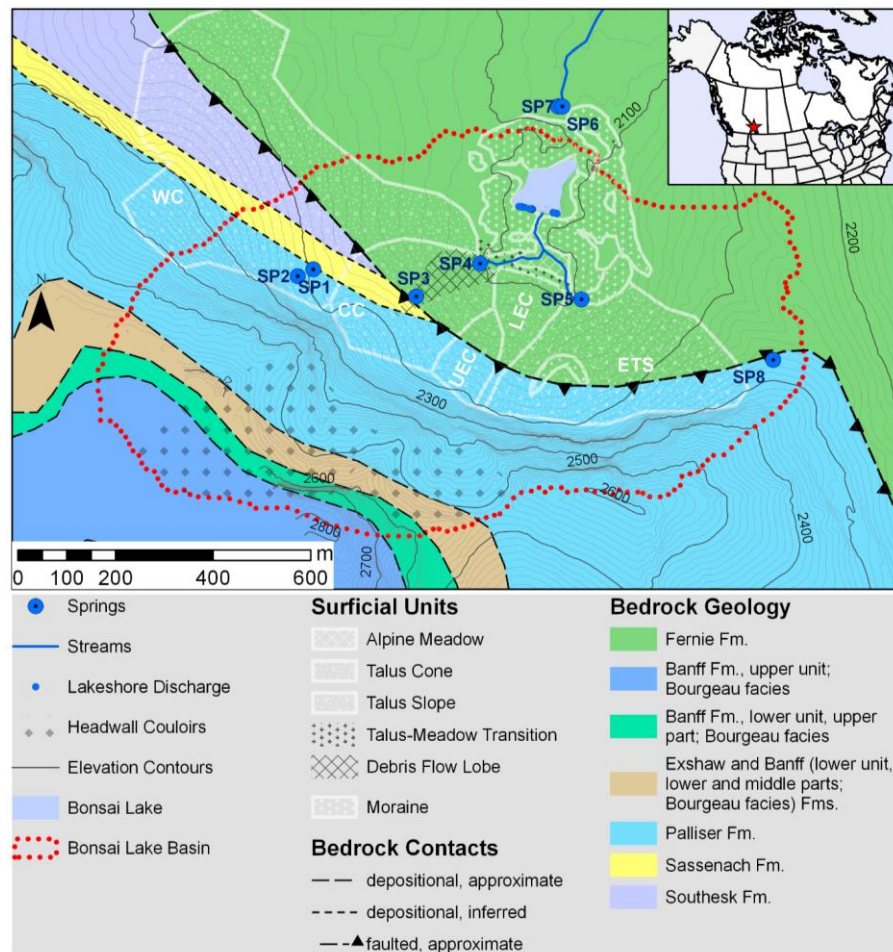 SP7
SP6
2100
2200
WC
SP4
SP2
SP1
SP3
SP5
CC
LEC
UEC
ETS
SP8
N
2300
2500
2600
2600
2400
2800
2700
m
0 100 200 400 600
Springs
Streams
Lakeshore Discharge
Headwall Couloirs
Elevation Contours
Bonsai Lake
Bonsai Lake Basin
Surficial Units
Alpine Meadow
Talus Cone
Talus Slope
Talus-Meadow Transition
Debris Flow Lobe
Moraine
Bedrock Contacts
depositional, approximate
depositional, inferred
faulted, approximate
Bedrock Geology
Fernie Fm.
Banff Fm., upper unit;
Bourgeau facies
Banff Fm., lower unit, upper
part; Bourgeau facies
Exshaw and Banff (lower unit,
lower and middle parts;
Bourgeau facies) Fms.
Palliser Fm.
Sassenach Fm.
Southesk Fm.